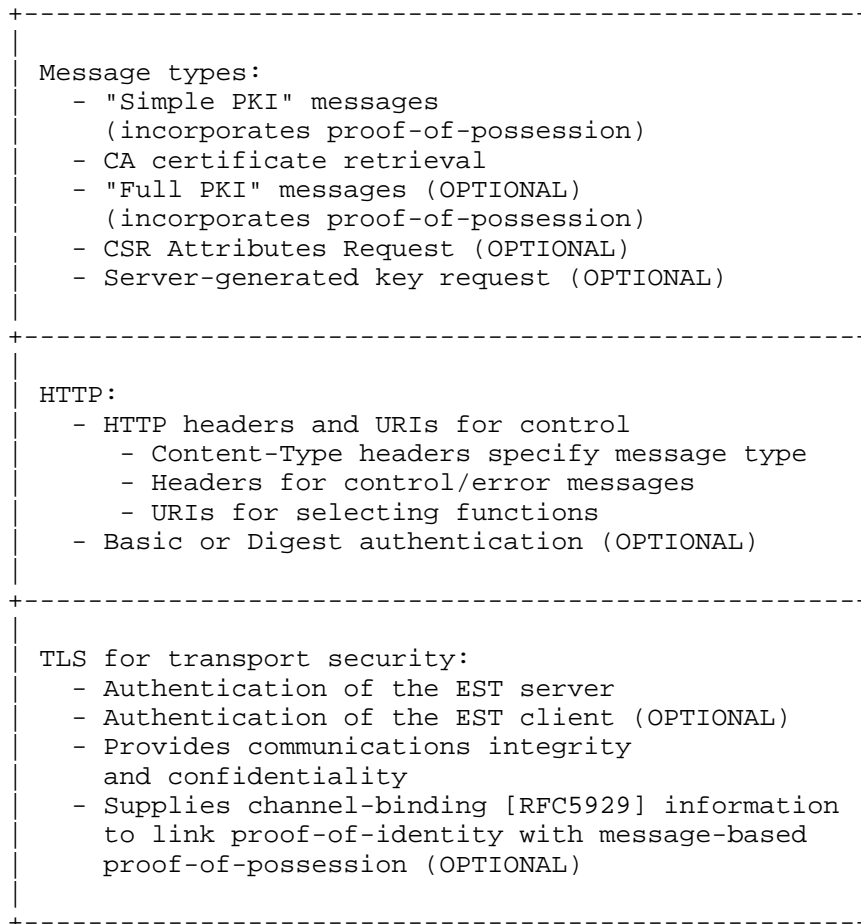 +----------------------------------------------------
|
| Message types:
|   - "Simple PKI" messages
|     (incorporates proof-of-possession)
|   - CA certificate retrieval
|   - "Full PKI" messages (OPTIONAL)
|     (incorporates proof-of-possession)
|   - CSR Attributes Request (OPTIONAL)
|   - Server-generated key request (OPTIONAL)
|
+----------------------------------------------------
|
| HTTP:
|   - HTTP headers and URIs for control
|      - Content-Type headers specify message type
|      - Headers for control/error messages
|      - URIs for selecting functions
|   - Basic or Digest authentication (OPTIONAL)
|
+----------------------------------------------------
|
| TLS for transport security:
|   - Authentication of the EST server
|   - Authentication of the EST client (OPTIONAL)
|   - Provides communications integrity
|     and confidentiality
|   - Supplies channel-binding [RFC5929] information
|     to link proof-of-identity with message-based
|     proof-of-possession (OPTIONAL)
|
+----------------------------------------------------